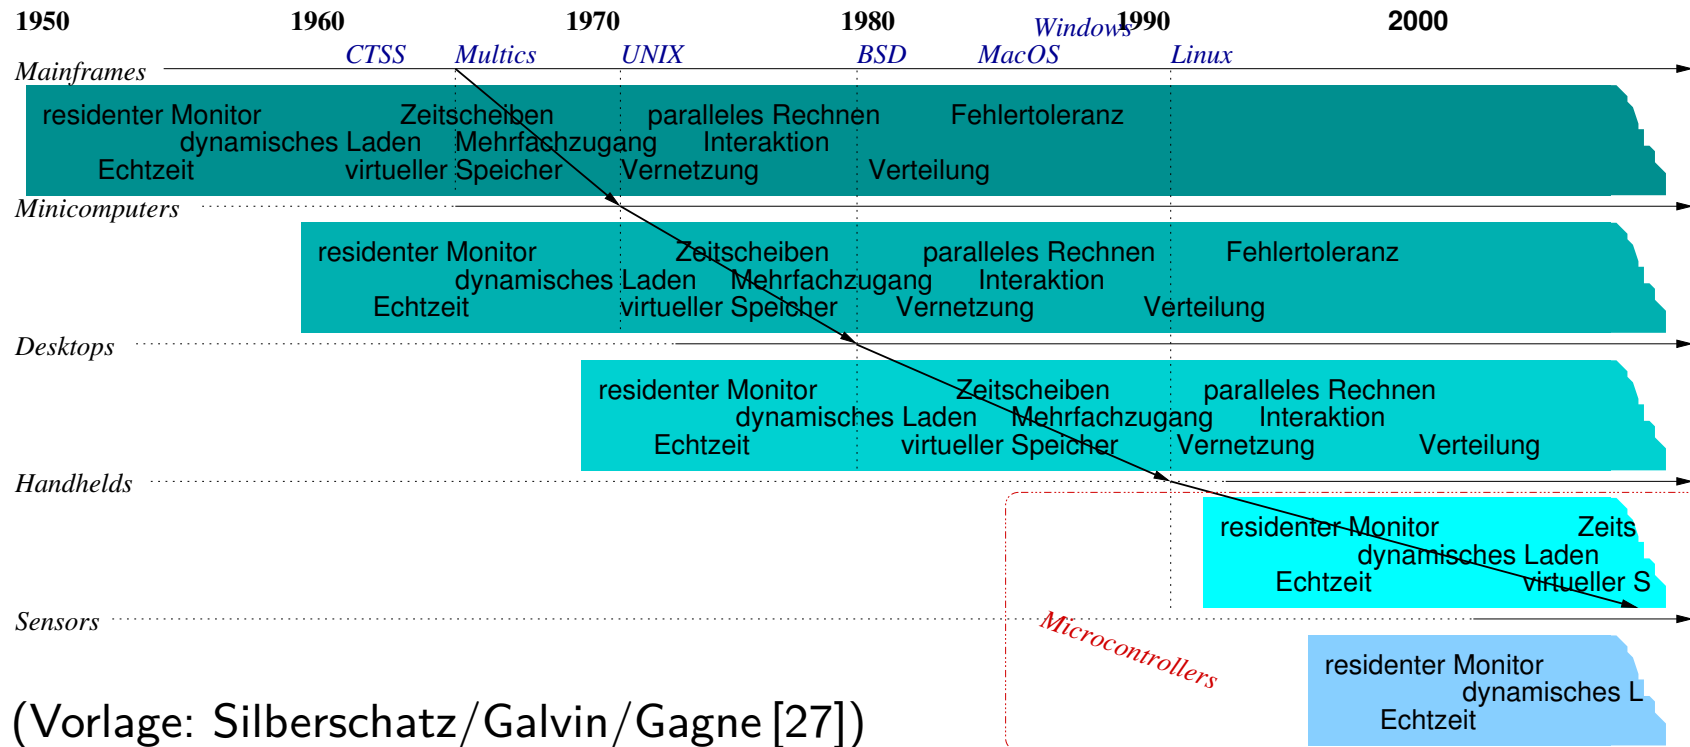 1950 1960 1970 1980 1990 2000
Windows
CTSS Multics UNIX BSD MacOS Linux
Mainframes
residenter Monitor Zeitscheiben paralleles Rechnen Fehlertoleranz
dynamisches Laden Mehrfachzugang Interaktion
Echtzeit virtueller Speicher Vernetzung Verteilung
Minicomputers
residenter Monitor Zeitscheiben paralleles Rechnen Fehlertoleranz
dynamisches Laden Mehrfachzugang Interaktion
Echtzeit virtueller Speicher Vernetzung Verteilung
Desktops
residenter Monitor Zeitscheiben paralleles Rechnen
dynamisches Laden Mehrfachzugang Interaktion
Echtzeit virtueller Speicher Vernetzung Verteilung
Handhelds
residenter Monitor Zeits
dynamisches Laden
Echtzeit virtueller S
Sensors
Microcontrollers
residenter Monitor
dynamisches L
Echtzeit
(Vorlage: Silberschatz/Galvin/Gagne [27])